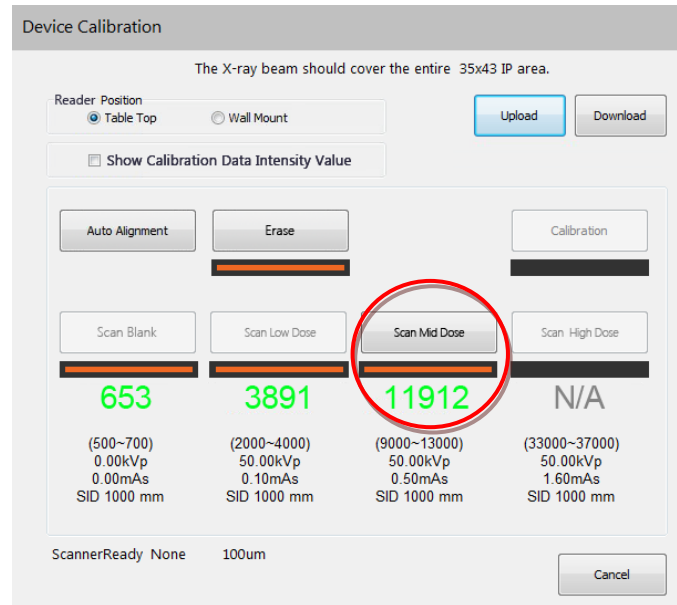 Device Calibration
The X-ray beam should cover the entire 35x43 IP area.
Reader Position
Table Top Wall Mount
Upload Download
Show Calibration Data Intensity Value
Auto Alignment Erase Calibration
Scan Blank Scan Low Dose Scan Mid Dose Scan High Dose
653 3891 11912 N/A
(500~700) (2000~4000) (9000~13000) (33000~37000)
0.00kVp 50.00kVp 50.00kVp 50.00kVp
0.00mAs 0.10mAs 0.50mAs 1.60mAs
SID 1000 mm SID 1000 mm SID 1000 mm SID 1000 mm
ScannerReady None 100um
Cancel